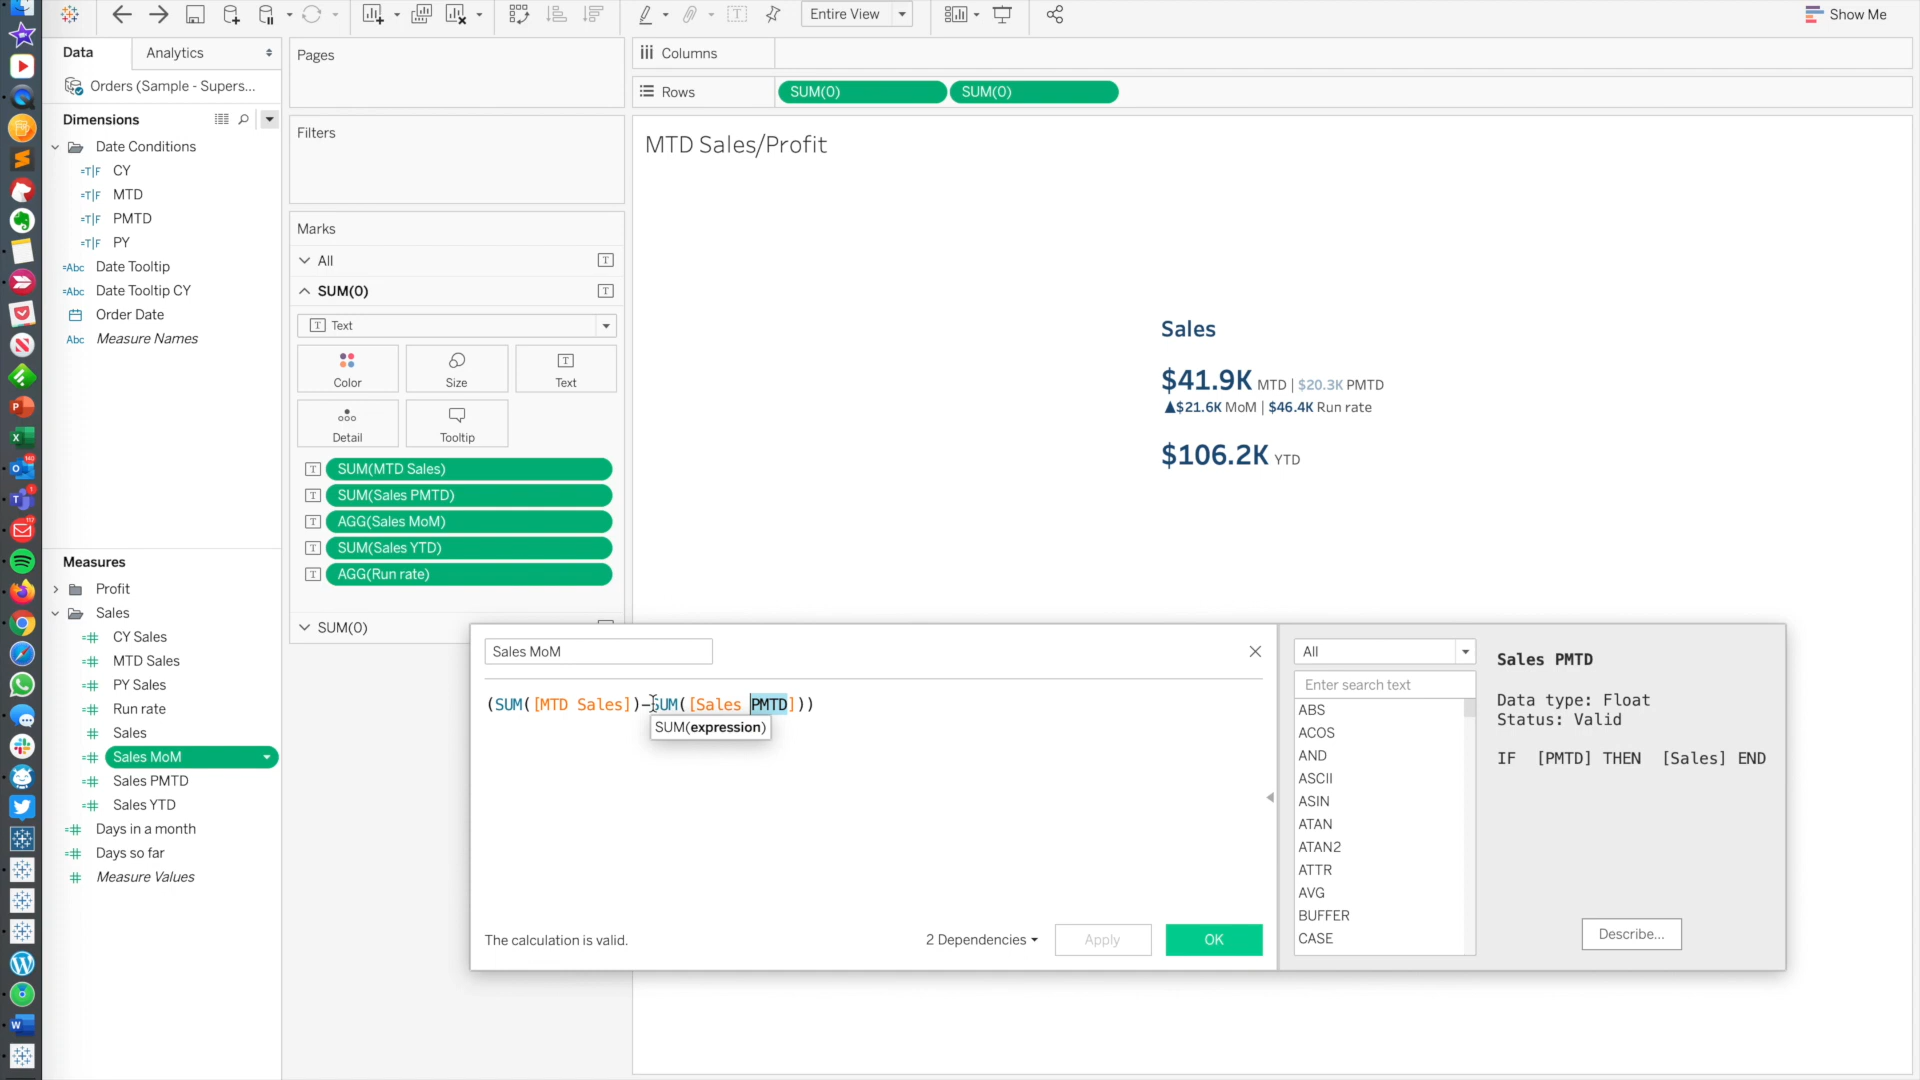 Entire View
Show Me
Data
Analytics
Orders (Sample - Supers...
Dimensions
Date Conditions
=T|F CY
=T|F MTD
=T|F PMTD
=T|F PY
=Abc Date Tooltip
=Abc Date Tooltip CY
Order Date
Abc Measure Names
Measures
Profit
Sales
=# CY Sales
=# MTD Sales
=# PY Sales
=# Run rate
# Sales
=# Sales MoM
=# Sales PMTD
=# Sales YTD
=# Days in a month
=# Days so far
# Measure Values
Pages
Filters
Marks
All
SUM(0)
Text
Color
Size
Text
Detail
Tooltip
SUM(MTD Sales)
SUM(Sales PMTD)
AGG(Sales MoM)
SUM(Sales YTD)
AGG(Run rate)
SUM(0)
Columns
Rows
SUM(0)
SUM(0)
MTD Sales/Profit
Sales
$41.9K MTD | $20.3K PMTD
▲$21.6K MoM | $46.4K Run rate
$106.2K YTD
Sales MoM
(SUM([MTD Sales])-SUM([Sales PMTD]))
SUM(expression)
The calculation is valid.
2 Dependencies
Apply
OK
All
Enter search text
ABS
ACOS
AND
ASCII
ASIN
ATAN
ATAN2
ATTR
AVG
BUFFER
CASE
Sales PMTD
Data type: Float
Status: Valid
IF [PMTD] THEN [Sales] END
Describe...